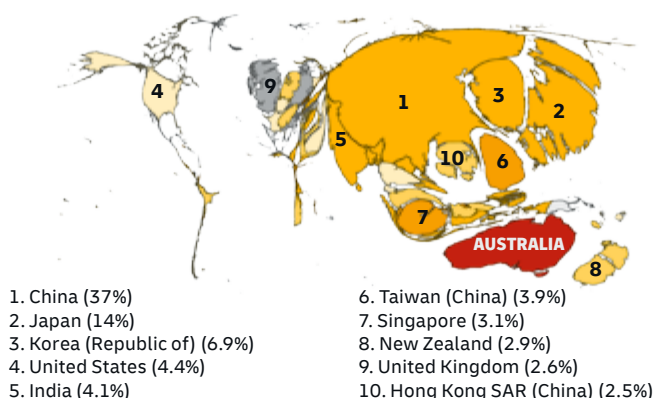 4
9
1
3
2
5
10
6
7
AUSTRALIA
8
1. China (37%)
2. Japan (14%)
3. Korea (Republic of) (6.9%)
4. United States (4.4%)
5. India (4.1%)
6. Taiwan (China) (3.9%)
7. Singapore (3.1%)
8. New Zealand (2.9%)
9. United Kingdom (2.6%)
10. Hong Kong SAR (China) (2.5%)